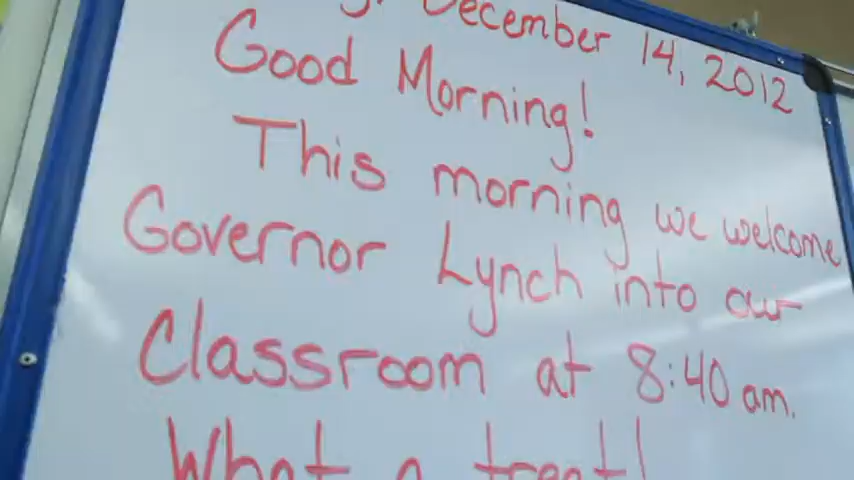 December 14, 2012
Good Morning!
This morning we welcome
Governor Lynch into our
Classroom at 8:40 am.
What a treat!